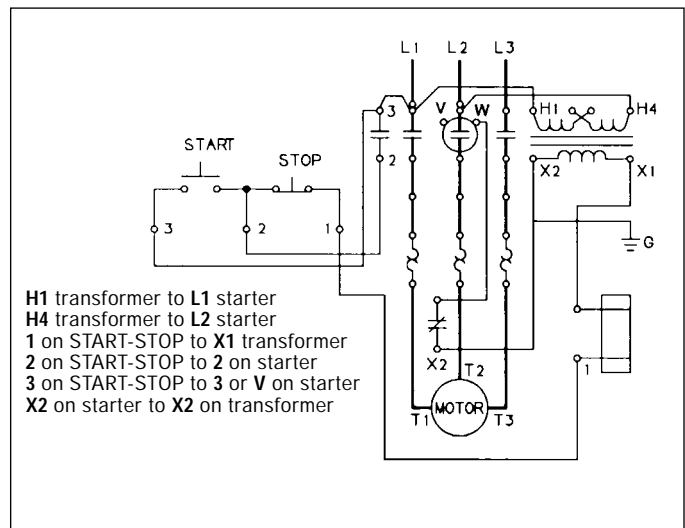 L1 L2 L3
3 V W H1 H4
START
STOP
2 X2 X1
3 2 1
G
H1 transformer to L1 starter
H4 transformer to L2 starter
1 on START-STOP to X1 transformer
2 on START-STOP to 2 on starter
3 on START-STOP to 3 or V on starter
X2 on starter to X2 on transformer
X2
1
T2
MOTOR
T1 T3